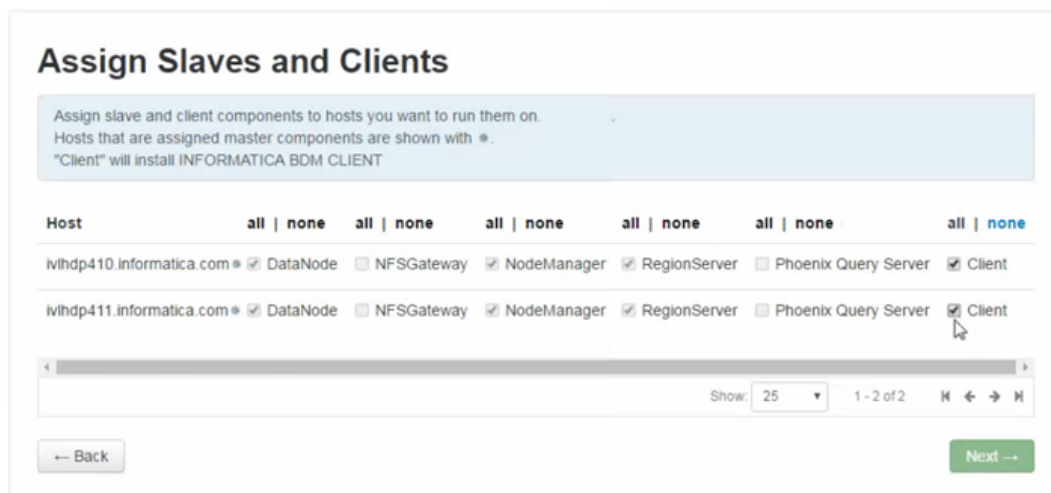 Assign Slaves and Clients
Assign slave and client components to hosts you want to run them on.
Hosts that are assigned master components are shown with ✵.
"Client" will install INFORMATICA BDM CLIENT
Host all | none all | none all | none all | none all | none all | none
ivlhdp410.informatica.com✵ DataNode NFSGateway NodeManager RegionServer Phoenix Query Server Client
ivlhdp411.informatica.com✵ DataNode NFSGateway NodeManager RegionServer Phoenix Query Server Client
Show: 25 1 - 2 of 2
← Back Next →